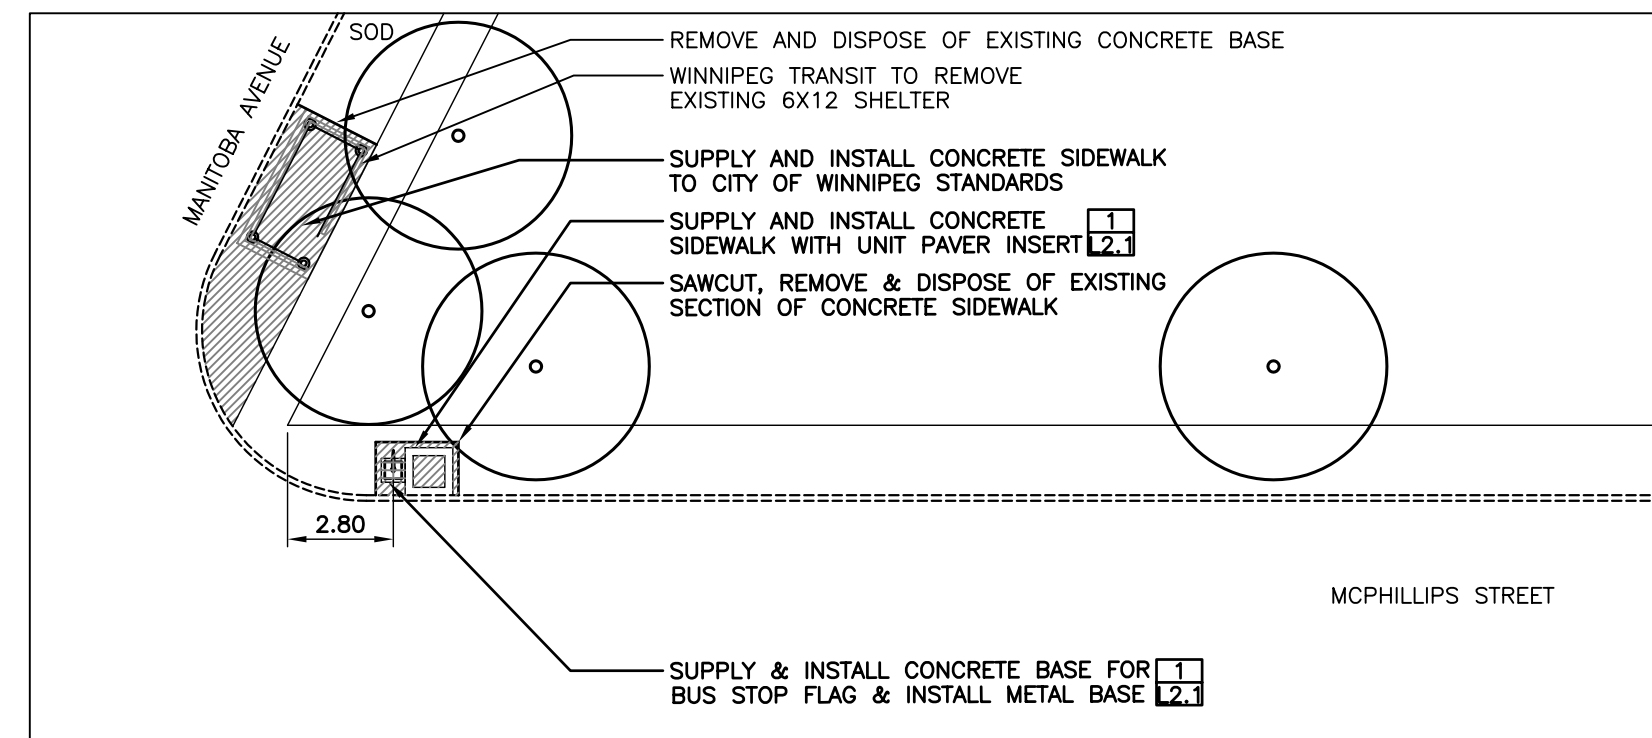 SOD
MANITOBA AVENUE
REMOVE AND DISPOSE OF EXISTING CONCRETE BASE
WINNIPEG TRANSIT TO REMOVE
EXISTING 6X12 SHELTER
SUPPLY AND INSTALL CONCRETE SIDEWALK
TO CITY OF WINNIPEG STANDARDS
SUPPLY AND INSTALL CONCRETE
SIDEWALK WITH UNIT PAVER INSERT
1
L2.1
SAWCUT, REMOVE & DISPOSE OF EXISTING
SECTION OF CONCRETE SIDEWALK
2.80
MCPHILLIPS STREET
SUPPLY & INSTALL CONCRETE BASE FOR
BUS STOP FLAG & INSTALL METAL BASE
1
L2.1